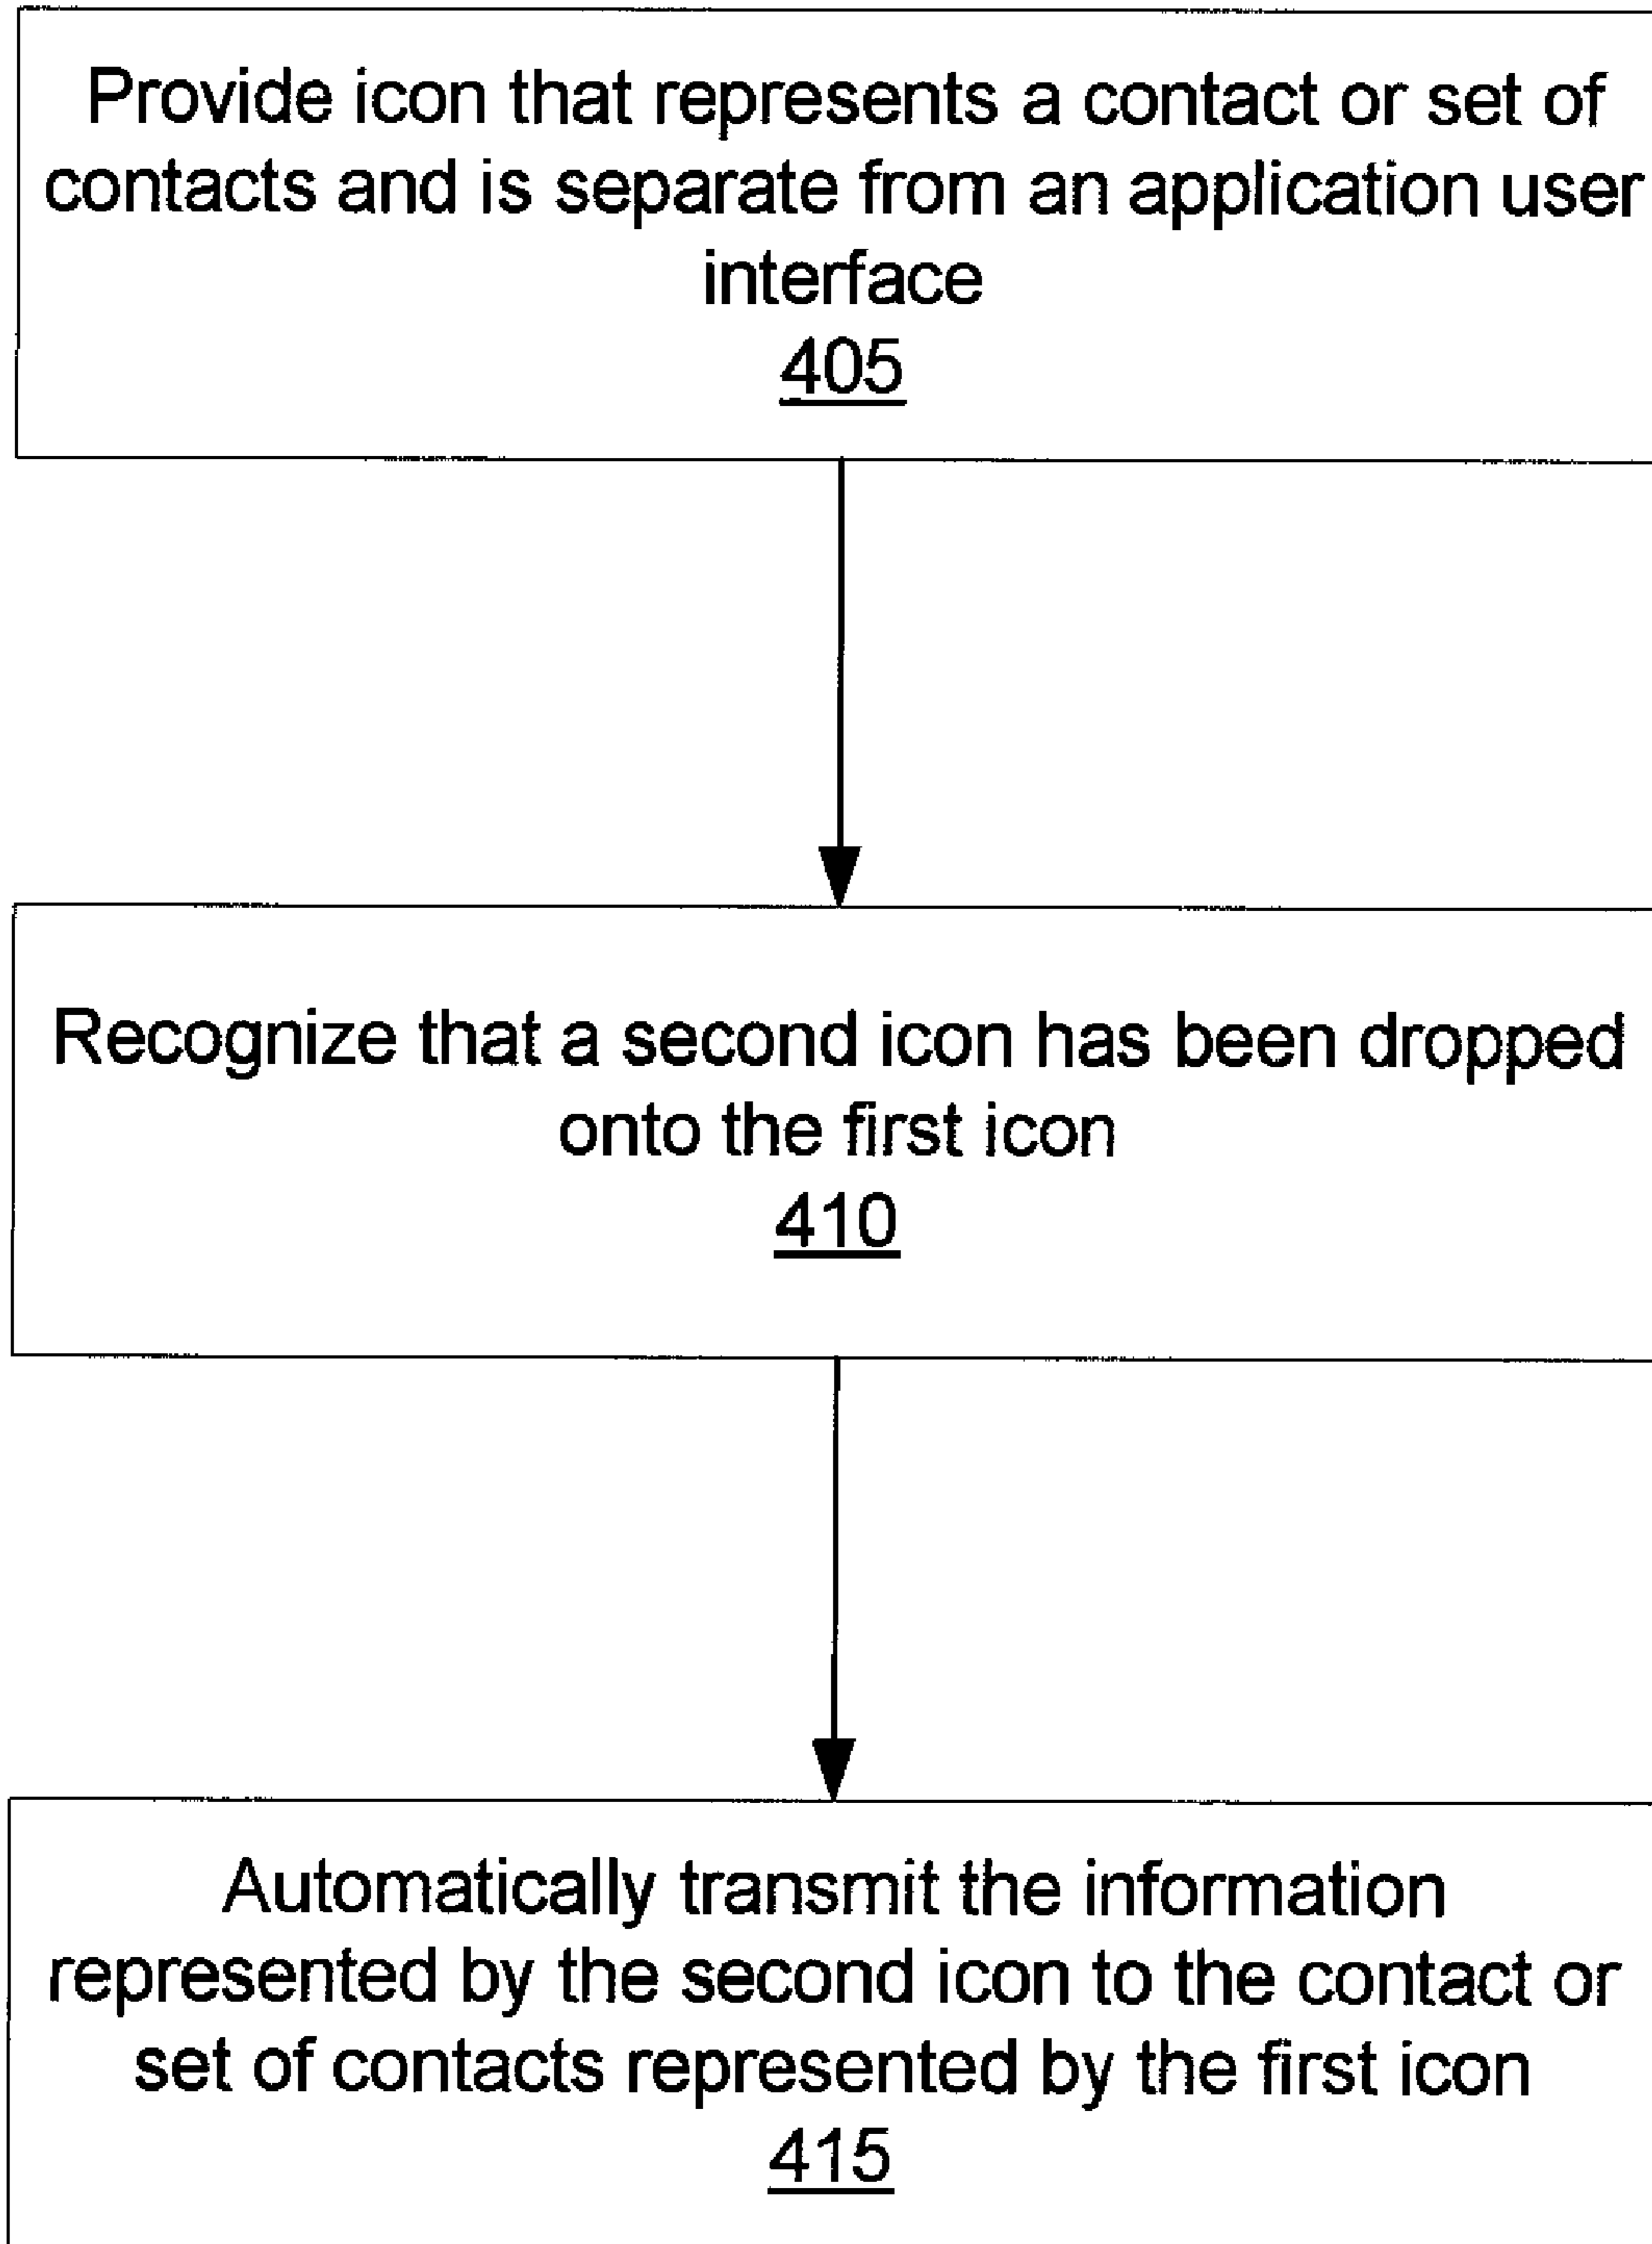 Provide icon that represents a contact or set of
contacts and is separate from an application user
interface
405
Recognize that a second icon has been dropped
onto the first icon
410
Automatically transmit the information
represented by the second icon to the contact or
set of contacts represented by the first icon
415